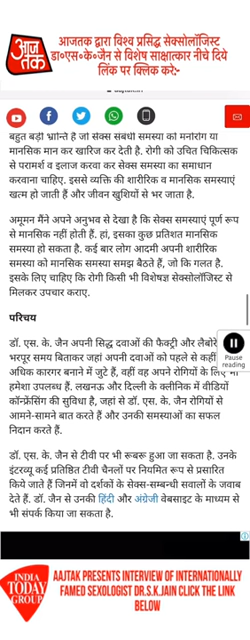 आज
तक
आजतक द्वारा विश्व प्रसिद्ध सेक्सोलॉजिस्ट
डा॰एस॰के॰जैन से विशेष साक्षात्कार नीचे दिये
लिंक पर क्लिक करें:-
बहुत बड़ी भ्रान्ति है जो सेक्स संबंधी समस्या को मनोरोग या
मानसिक मान कर खारिज कर देती है. रोगी को उचित चिकित्सक
से परामर्श व इलाज करवा कर सेक्स समस्या का समाधान
करवाना चाहिए. इससे व्यक्ति की शारीरिक व मानसिक समस्याएं
खत्म हो जाती हैं और जीवन खुशियों से भर जाता है.
अमूमन मैंने अपने अनुभव से देखा है कि सेक्स समस्याएं पूर्ण रूप
से मानसिक नहीं होती हैं. हां, इसका कुछ प्रतिशत मानसिक
समस्या हो सकता है. कई बार लोग आदमी अपनी शारीरिक
समस्या को मानसिक समस्या समझ बैठते हैं, जो कि गलत है.
इसके लिए चाहिए कि रोगी किसी भी विशेषज्ञ सेक्सोलॉजिस्ट से
मिलकर उपचार कराए.
परिचय
डॉ. एस. के. जैन अपनी सिद्ध दवाओं की फैक्ट्री और लैबोरे
भरपूर समय बिताकर जहां अपनी दवाओं को पहले से कहीं
अधिक कारगर बनाने में जुटे हैं, वहीं वह अपने रोगियों के लिए भी
हमेशा उपलब्ध हैं. लखनऊ और दिल्ली के क्लीनिक में वीडियों
कॉन्फ्रेंसिंग की सुविधा है, जहां से डॉ. एस. के. जैन रोगियों से
आमने-सामने बात करते हैं और उनकी समस्याओं का सफल
निदान करते हैं.
Pause
reading
डॉ. एस. के. जैन से टीवी पर भी रूबरू हुआ जा सकता है. उनके
इंटरव्यू कई प्रतिष्ठित टीवी चैनलों पर नियमित रूप से प्रसारित
किये जाते हैं जिनमें वो दर्शकों के सेक्स-सम्बन्धी सवालों के जवाब
देते हैं. डॉ. जैन से उनकी हिंदी और अंग्रेजी वेबसाइट के माध्यम से
भी संपर्क किया जा सकता है.
INDIA
TODAY
GROUP
AAJTAK PRESENTS INTERVIEW OF INTERNATIONALLY
FAMED SEXOLOGIST DR.S.K.JAIN CLICK THE LINK
BELOW